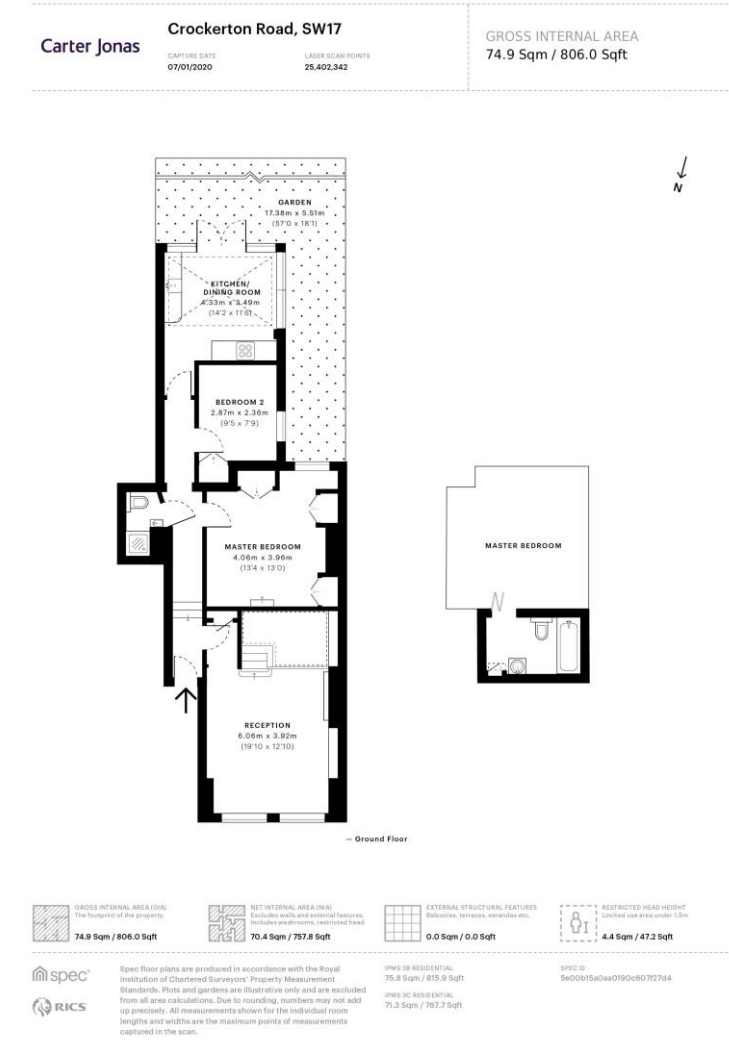 Carter Jonas
Crockerton Road, SW17
CAPTURE DATE
LASER SCAN POINTS
07/01/2020
25,402,342
GROSS INTERNAL AREA
74.9 Sqm / 806.0 Sqft
N
GARDEN
17.38m x 5.51m
(57'0 x 18'1)
KITCHEN/
DINING ROOM
4.33m x 3.49m
(14'2 x 11'6)
BEDROOM 2
2.87m x 2.36m
(9'5 x 7'9)
MASTER BEDROOM
4.06m x 3.96m
(13'4 x 13'0)
MASTER BEDROOM
RECEPTION
6.06m x 3.92m
(19'10 x 12'10)
— Ground Floor
GROSS INTERNAL AREA (GIA)
The footprint of the property.
74.9 Sqm / 806.0 Sqft
NET INTERNAL AREA (NIA)
Excludes walls and external features.
Includes washrooms, restricted head
70.4 Sqm / 757.8 Sqft
EXTERNAL STRUCTURAL FEATURES
Balconies, terraces, verandas etc.
0.0 Sqm / 0.0 Sqft
RESTRICTED HEAD HEIGHT
Limited use area under 1.5m
4.4 Sqm / 47.2 Sqft
spec
RICS
Spec floor plans are produced in accordance with the Royal
Institution of Chartered Surveyors' Property Measurement
Standards. Plots and gardens are illustrative only and are excluded
from all area calculations. Due to rounding, numbers may not add
up precisely. All measurements shown for the individual room
lengths and widths are the maximum points of measurements
captured in the scan.
IPMS 3B RESIDENTIAL
75.8 Sqm / 815.9 Sqft
IPMS 3C RESIDENTIAL
71.3 Sqm / 767.7 Sqft
SPEC ID
5e00b15a0aa0190c607f27d4